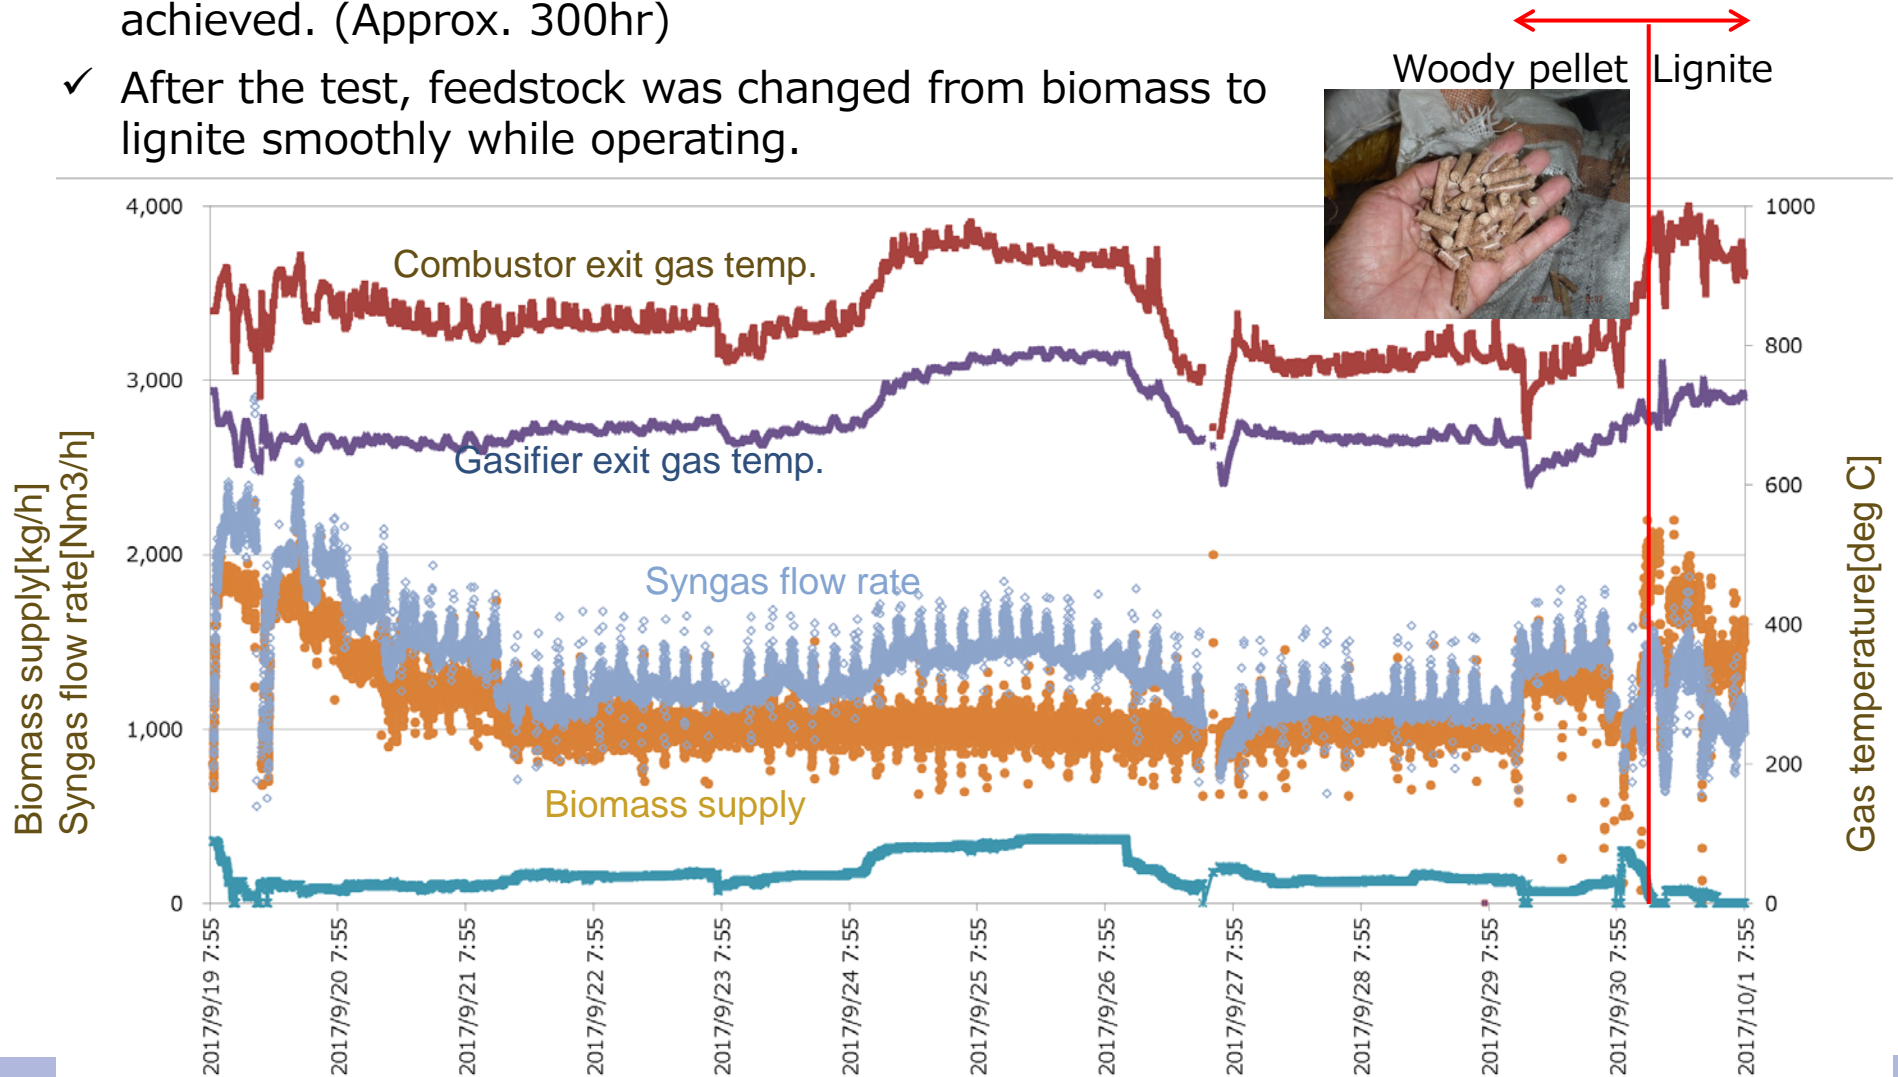 achieved. (Approx. 300hr)
✓ After the test, feedstock was changed from biomass to
lignite smoothly while operating.
Woody pellet Lignite
4,000
3,000
2,000
1,000
0
1000
800
600
400
200
0
Combustor exit gas temp.
Gasifier exit gas temp.
Syngas flow rate
Biomass supply
Biomass supply[kg/h]
Syngas flow rate[Nm3/h]
Gas temperature[deg C]
2017/9/19 7:55
2017/9/20 7:55
2017/9/21 7:55
2017/9/22 7:55
2017/9/23 7:55
2017/9/24 7:55
2017/9/25 7:55
2017/9/26 7:55
2017/9/27 7:55
2017/9/28 7:55
2017/9/29 7:55
2017/9/30 7:55
2017/10/1 7:55